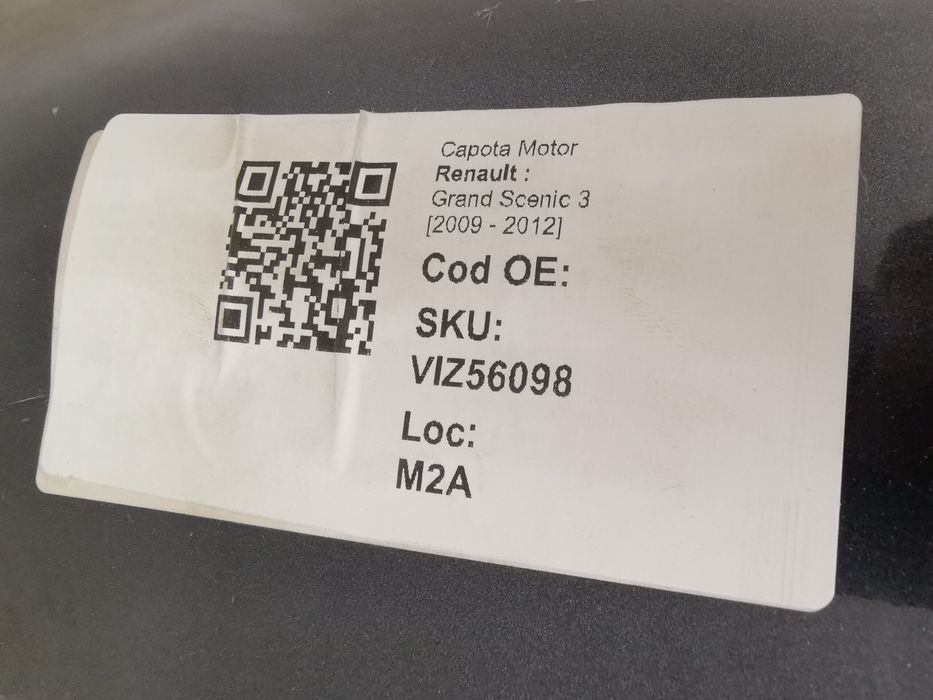 Capota Motor
Renault :
Grand Scenic 3
[2009 - 2012]
Cod OE:
SKU:
VIZ56098
Loc:
M2A